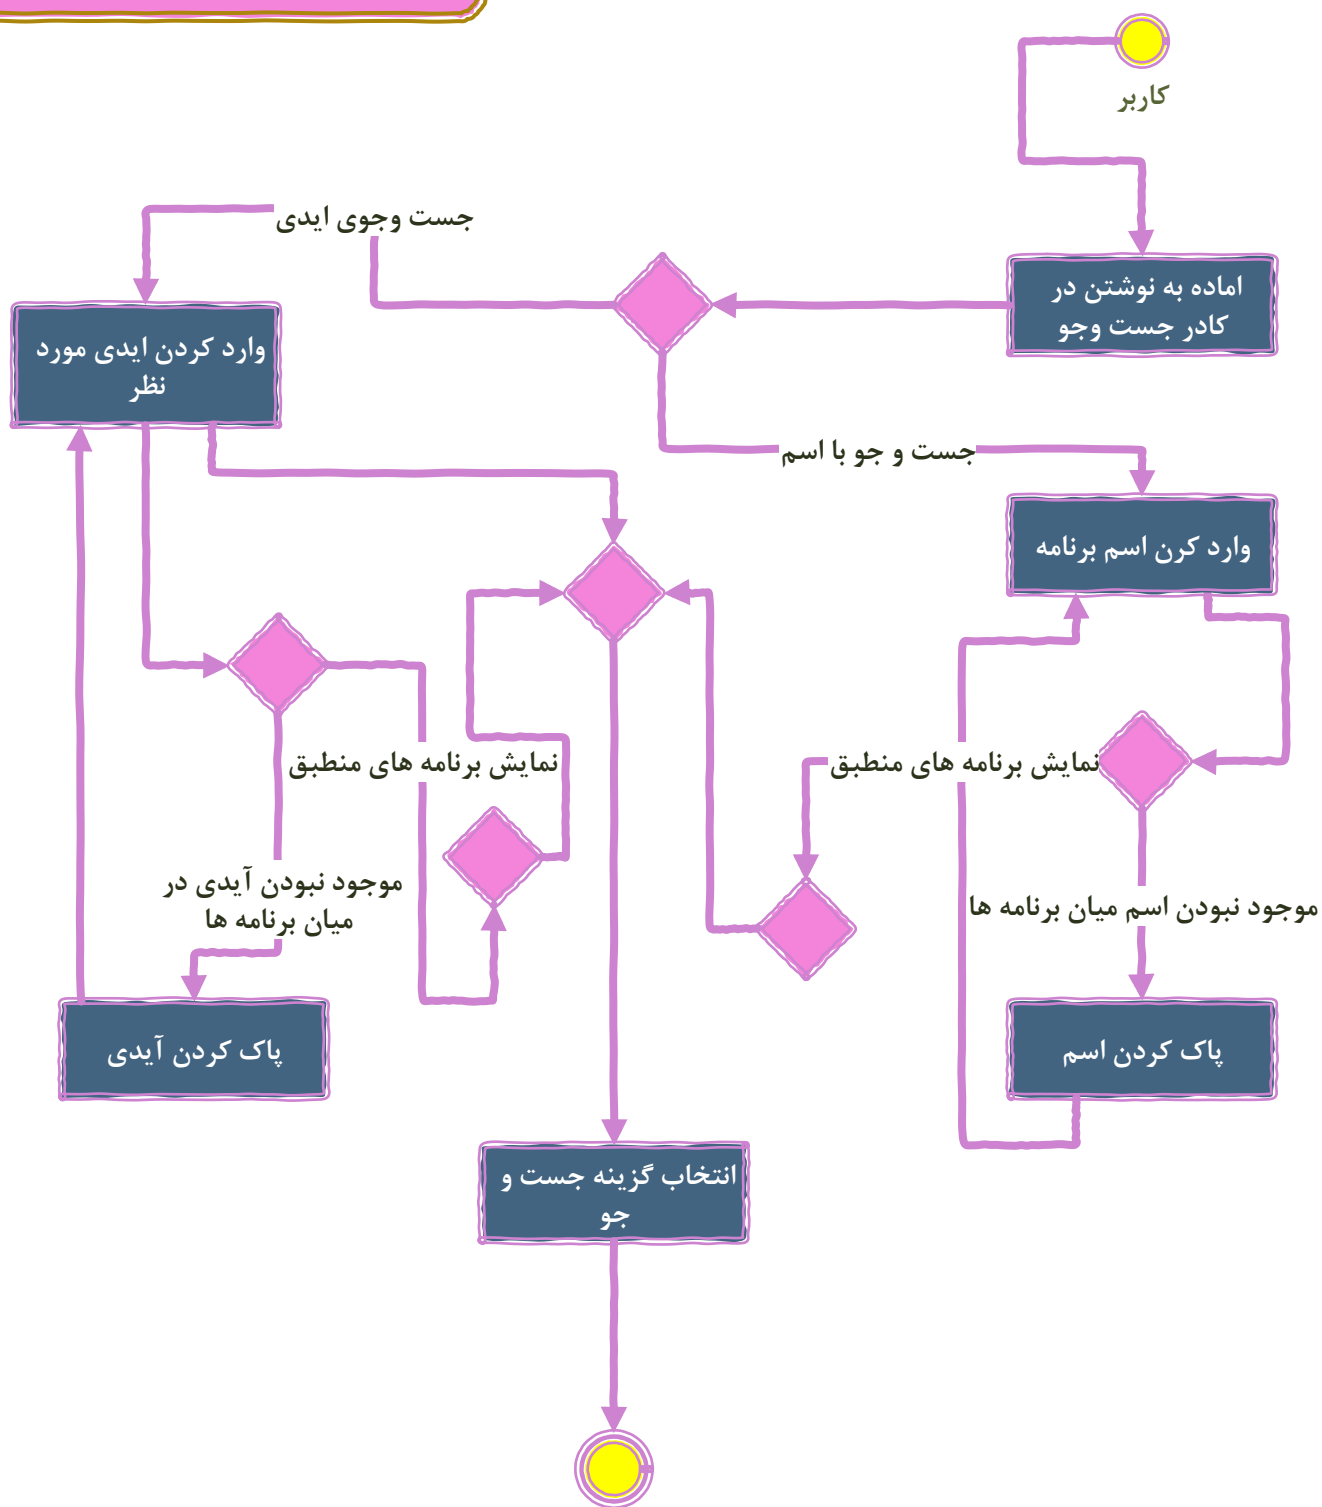 کاربر
جست وجوی ایدی
اماده به نوشتن در
کادر جست وجو
وارد کردن ایدی مورد
نظر
جست و جو با اسم
وارد کرن اسم برنامه
نمایش برنامه های منطبق
نمایش برنامه های منطبق
موجود نبودن آیدی در
میان برنامه ها
موجود نبودن اسم میان برنامه ها
پاک کردن اسم
پاک کردن آیدی
انتخاب گزینه جست و
جو